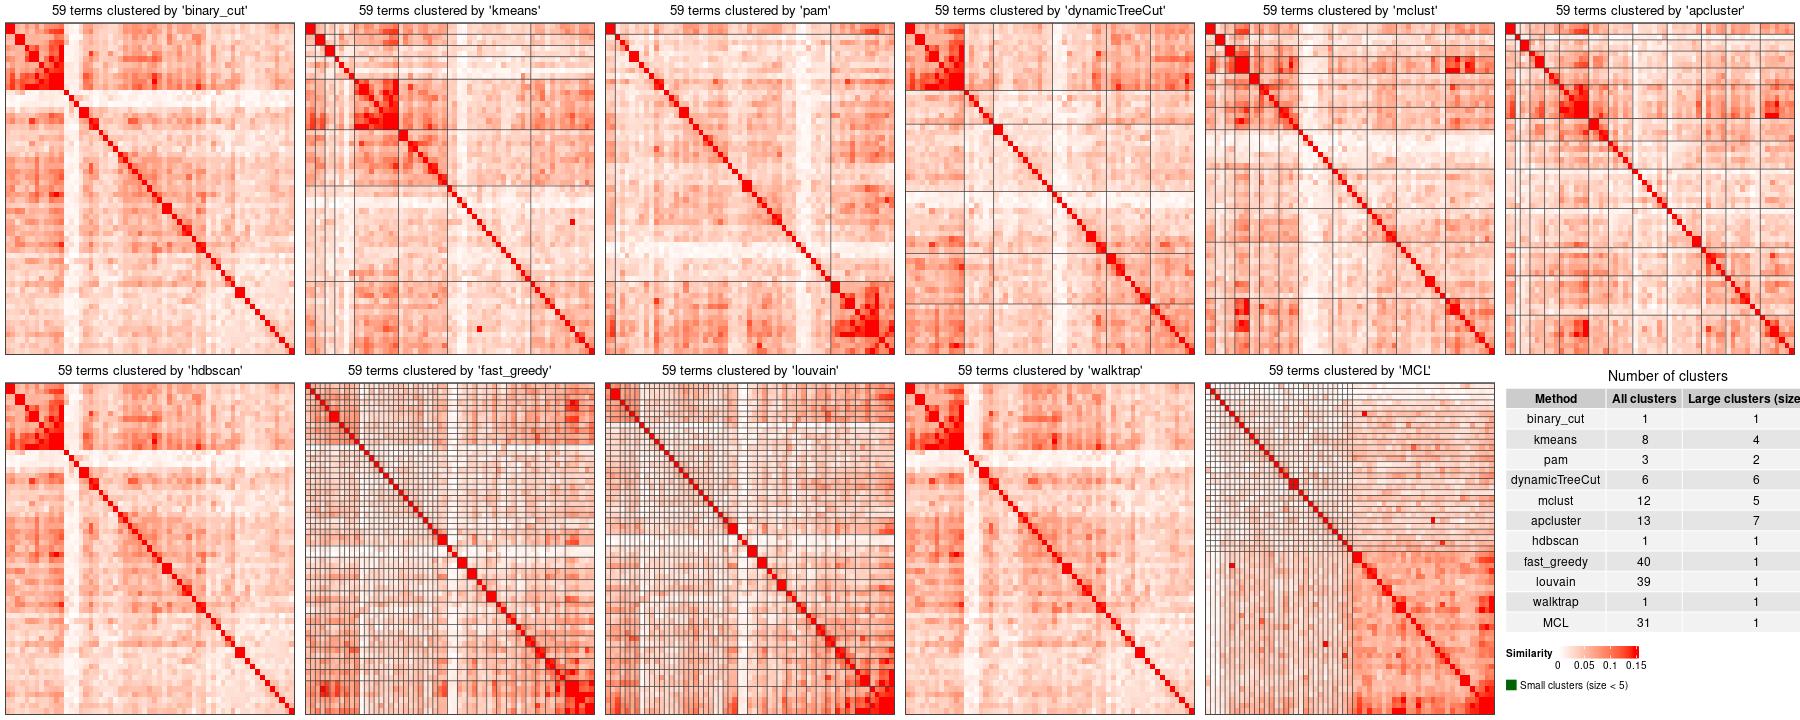 59 terms clustered by 'binary_cut'
59 terms clustered by 'kmeans'
59 terms clustered by 'pam'
59 terms clustered by 'dynamicTreeCut'
59 terms clustered by 'mclust'
59 terms clustered by 'apcluster'
59 terms clustered by 'hdbscan'
59 terms clustered by 'fast_greedy'
59 terms clustered by 'louvain'
59 terms clustered by 'walktrap'
59 terms clustered by 'MCL'
Number of clusters
Method All clusters Large clusters (size
binary_cut 1 1
kmeans 8 4
pam 3 2
dynamicTreeCut 6 6
mclust 12 5
apcluster 13 7
hdbscan 1 1
fast_greedy 40 1
louvain 39 1
walktrap 1 1
MCL 31 1
Similarity
0 0.05 0.1 0.15
Small clusters (size < 5)